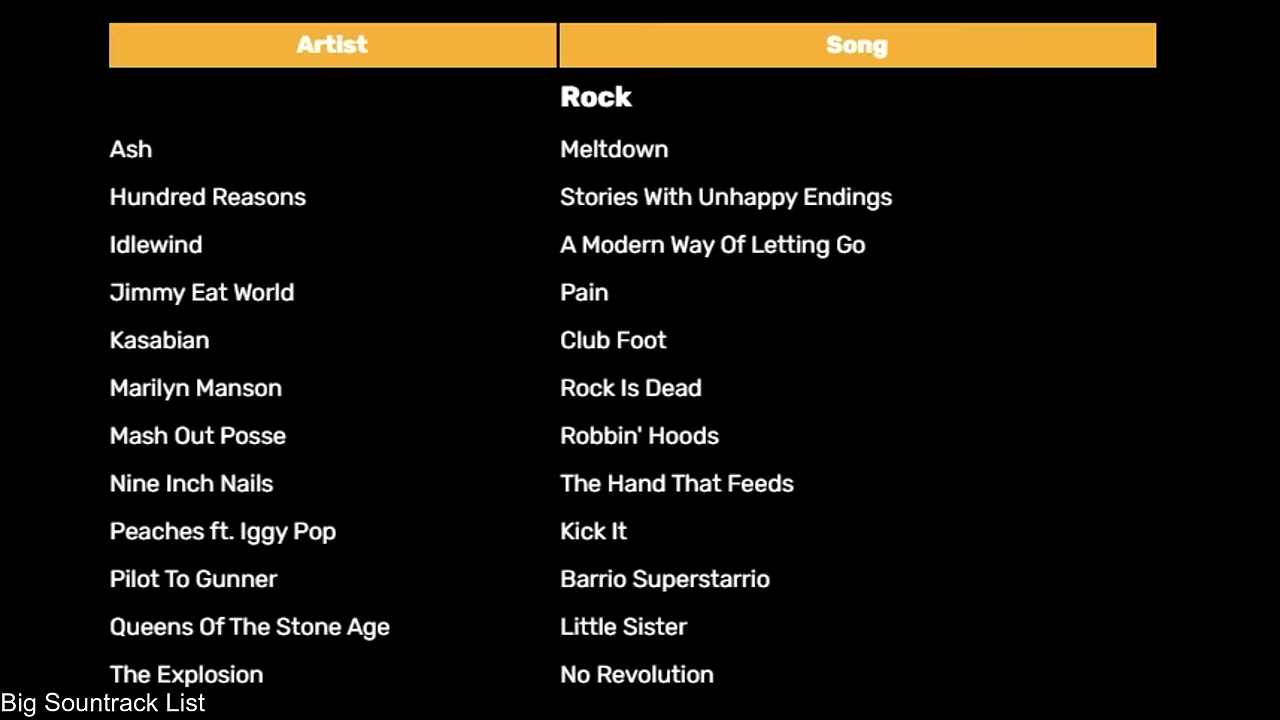 Artist Song
Rock
Ash Meltdown
Hundred Reasons Stories With Unhappy Endings
Idlewind A Modern Way Of Letting Go
Jimmy Eat World Pain
Kasabian Club Foot
Marilyn Manson Rock Is Dead
Mash Out Posse Robbin' Hoods
Nine Inch Nails The Hand That Feeds
Peaches ft. Iggy Pop Kick It
Pilot To Gunner Barrio Superstarrio
Queens Of The Stone Age Little Sister
The Explosion No Revolution
Big Sountrack List